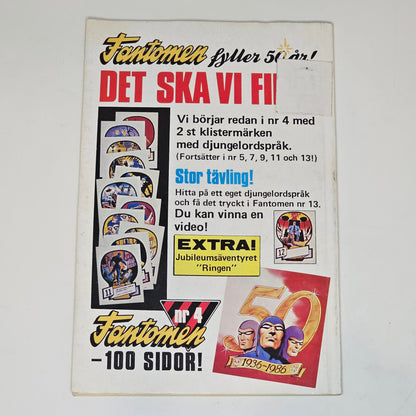 Fantomen fyller 50 år!
DET SKA VI FI
Vi börjar redan i nr 4 med
2 st klistermärken
med djungelordspråk.
(Fortsätter i nr 5, 7, 9, 11 och 13!)
Stor tävling!
Hitta på ett eget djungelordspråk
och få det tryckt i Fantomen nr 13.
Du kan vinna en
video!
EXTRA!
Jubileumsäventyret
"Ringen"
11
12
nr 4
Fantomen
–100 SIDOR!
50
1936-1986